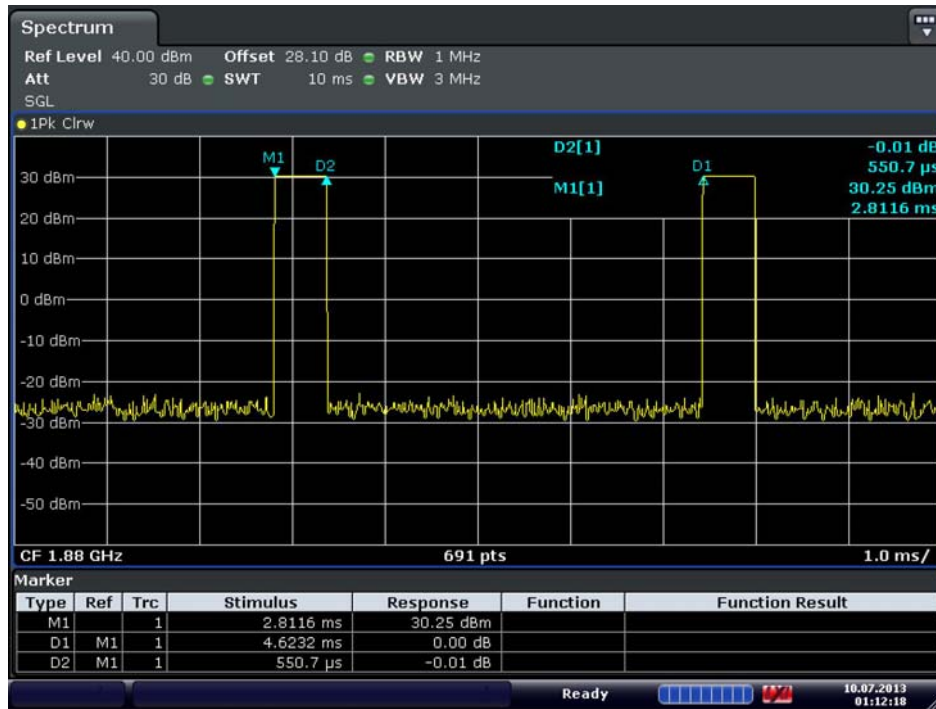 Spectrum
Ref Level 40.00 dBm Offset 28.10 dB RBW 1 MHz
Att 30 dB SWT 10 ms VBW 3 MHz
SGL
1Pk Clrw
D2[1] -0.01 dB
550.7 µs
M1[1] 30.25 dBm
2.8116 ms
M1 D2 D1
30 dBm
20 dBm
10 dBm
0 dBm
-10 dBm
-20 dBm
-30 dBm
-40 dBm
-50 dBm
CF 1.88 GHz 691 pts 1.0 ms/
Marker
Type Ref Trc Stimulus Response Function Function Result
M1 1 2.8116 ms 30.25 dBm
D1 M1 1 4.6232 ms 0.00 dB
D2 M1 1 550.7 µs -0.01 dB
Ready 10.07.2013
01:12:18